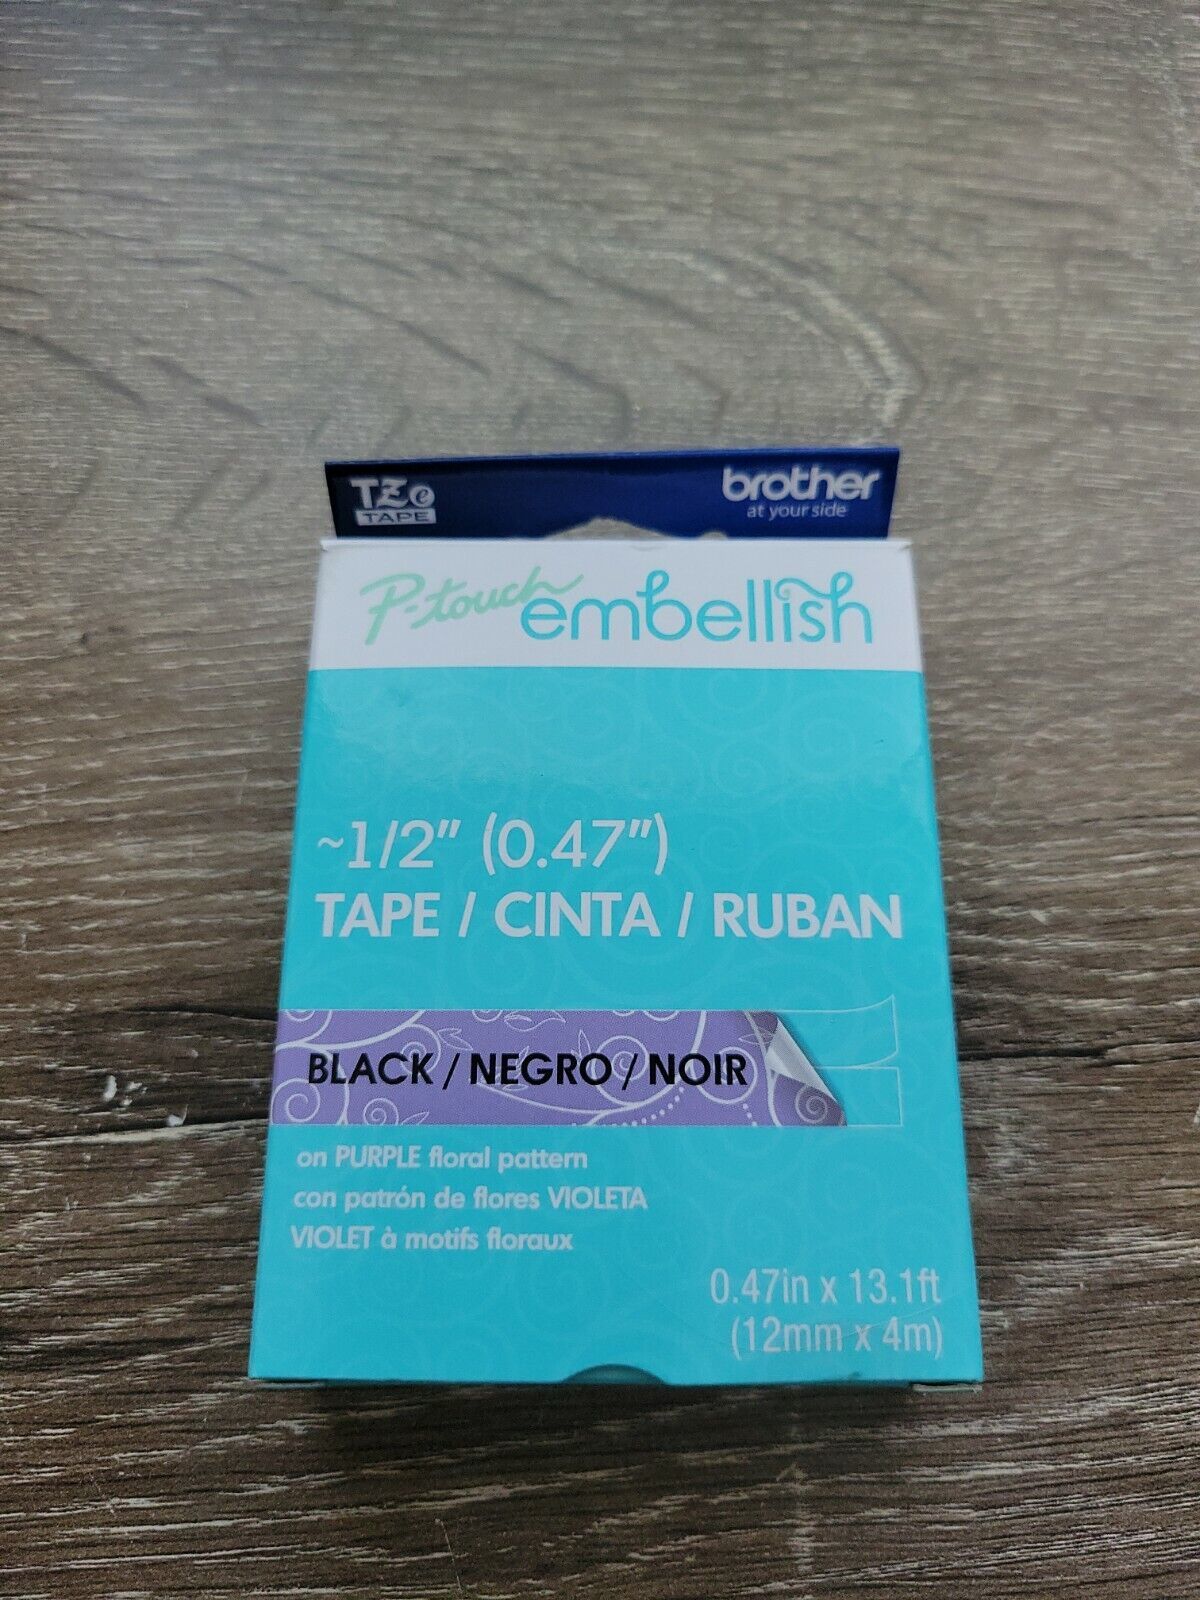 TZe
TAPE
brother
at your side
P-touch embellish
~1/2" (0.47")
TAPE / CINTA / RUBAN
BLACK / NEGRO / NOIR
on PURPLE floral pattern
con patrón de flores VIOLETA
VIOLET à motifs floraux
0.47in x 13.1ft
(12mm x 4m)